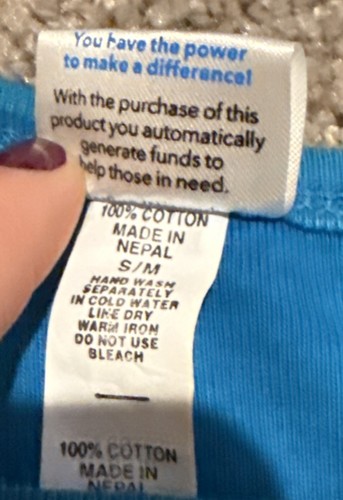 You have the power
to make a difference!
With the purchase of this
product you automatically
generate funds to
help those in need.
100% COTTON
MADE IN
NEPAL
S/M
HAND WASH
SEPARATELY
IN COLD WATER
LINE DRY
WARM IRON
DO NOT USE
BLEACH
100% COTTON
MADE IN
NEPAL